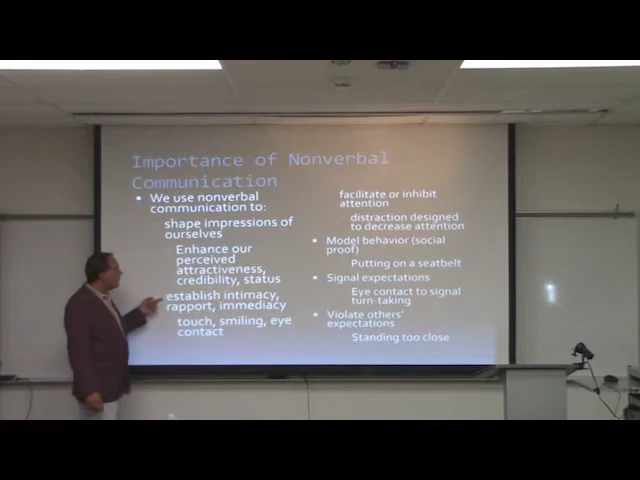 Importance of Nonverbal
Communication
We use nonverbal
communication to:
shape impressions of
ourselves
Enhance our
perceived
attractiveness,
credibility, status
establish intimacy,
rapport, immediacy
touch, smiling, eye
contact
facilitate or inhibit
attention
distraction designed
to decrease attention
Model behavior (social
proof)
Putting on a seatbelt
Signal expectations
Eye contact to signal
turn-taking
Violate others'
expectations
Standing too close